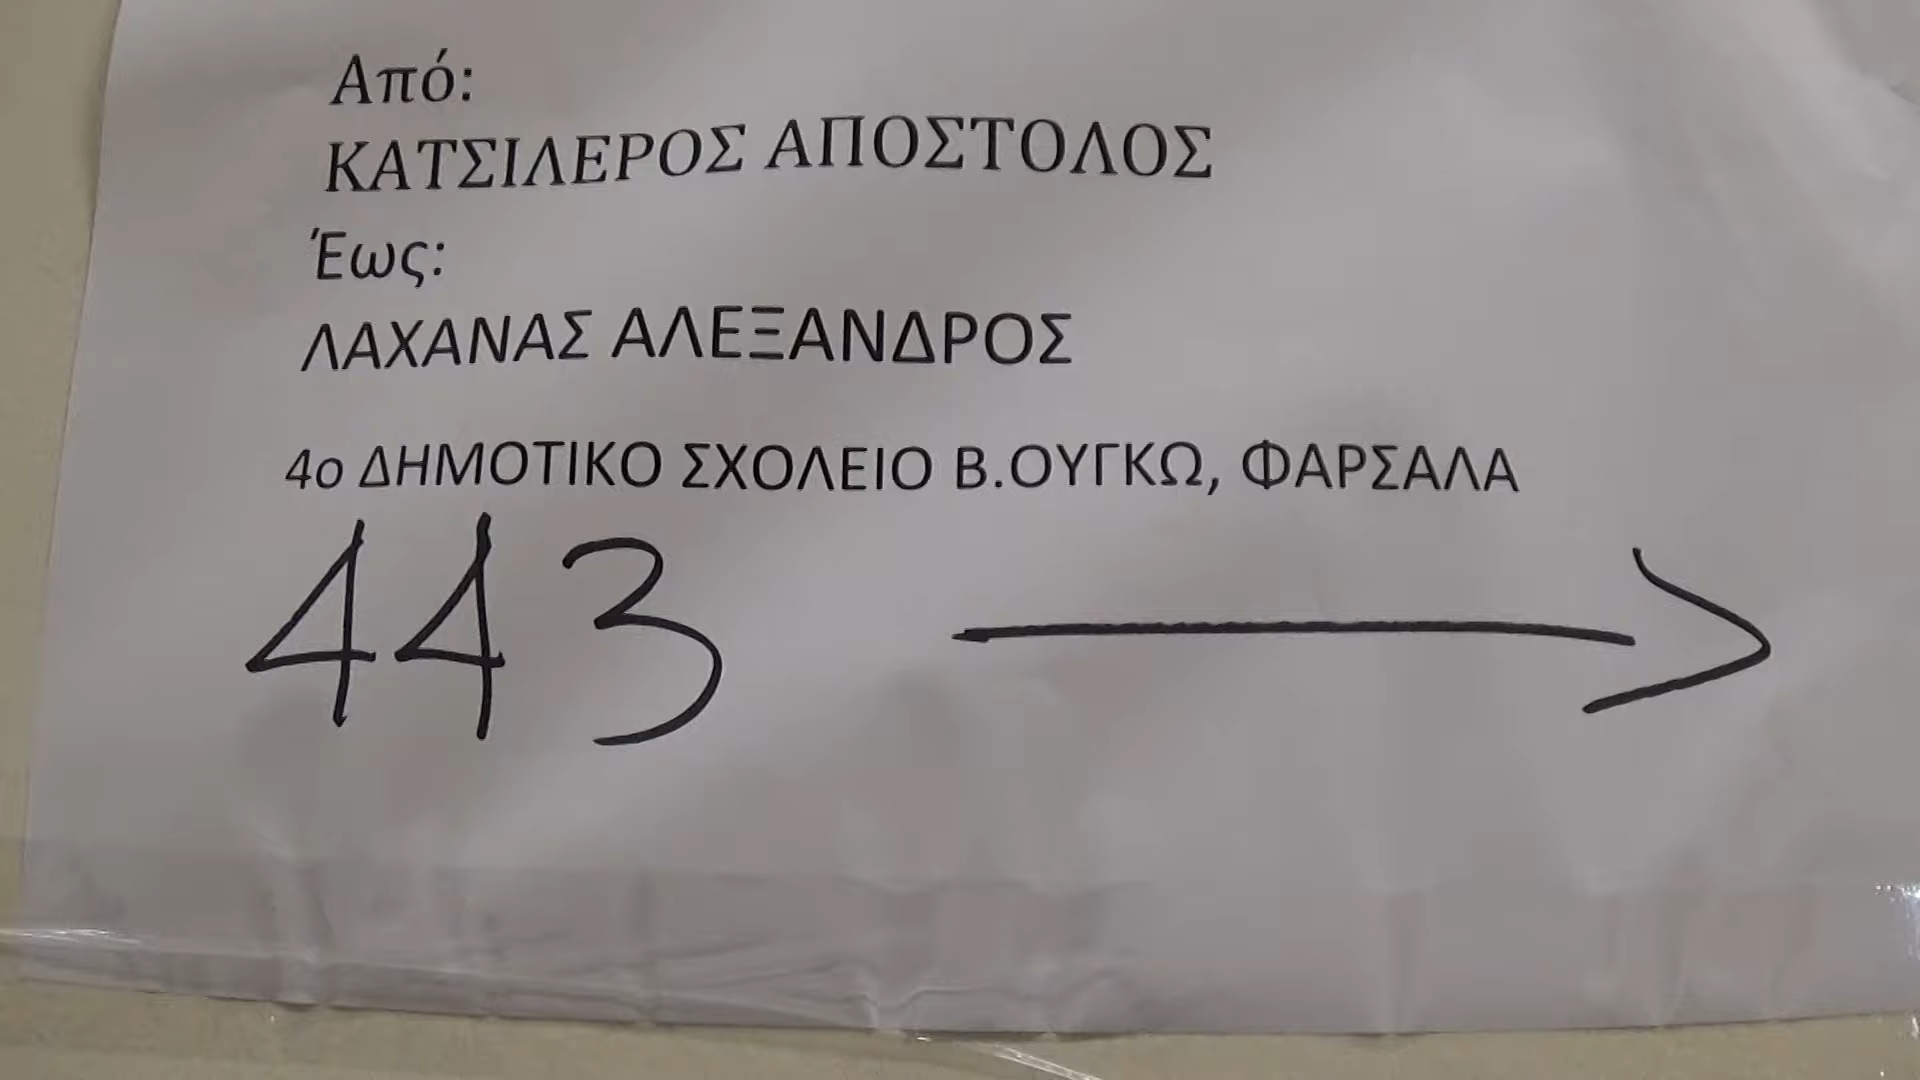 Από:
ΚΑΤΣΙΛΕΡΟΣ ΑΠΟΣΤΟΛΟΣ
Έως:
ΛΑΧΑΝΑΣ ΑΛΕΞΑΝΔΡΟΣ
4ο ΔΗΜΟΤΙΚΟ ΣΧΟΛΕΙΟ Β.ΟΥΓΚΩ, ΦΑΡΣΑΛΑ
443